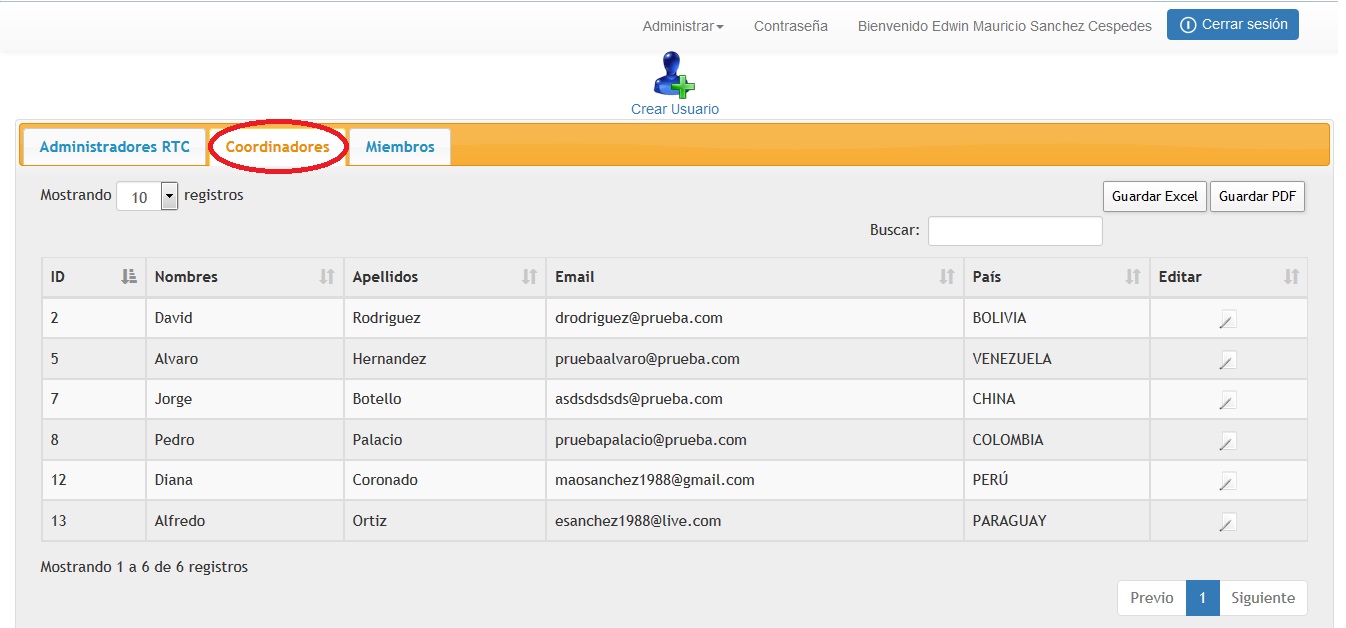 Administrar Contraseña Bienvenido Edwin Mauricio Sanchez Cespedes Cerrar sesión
Crear Usuario
Administradores RTC Coordinadores Miembros
Mostrando 10 registros Guardar Excel Guardar PDF
Buscar:
ID Nombres Apellidos Email País Editar
2 David Rodriguez drodriguez@prueba.com BOLIVIA
5 Alvaro Hernandez pruebaalvaro@prueba.com VENEZUELA
7 Jorge Botello asdsdsdsds@prueba.com CHINA
8 Pedro Palacio pruebapalacio@prueba.com COLOMBIA
12 Diana Coronado maosanchez1988@gmail.com PERÚ
13 Alfredo Ortiz esanchez1988@live.com PARAGUAY
Mostrando 1 a 6 de 6 registros
Previo 1 Siguiente